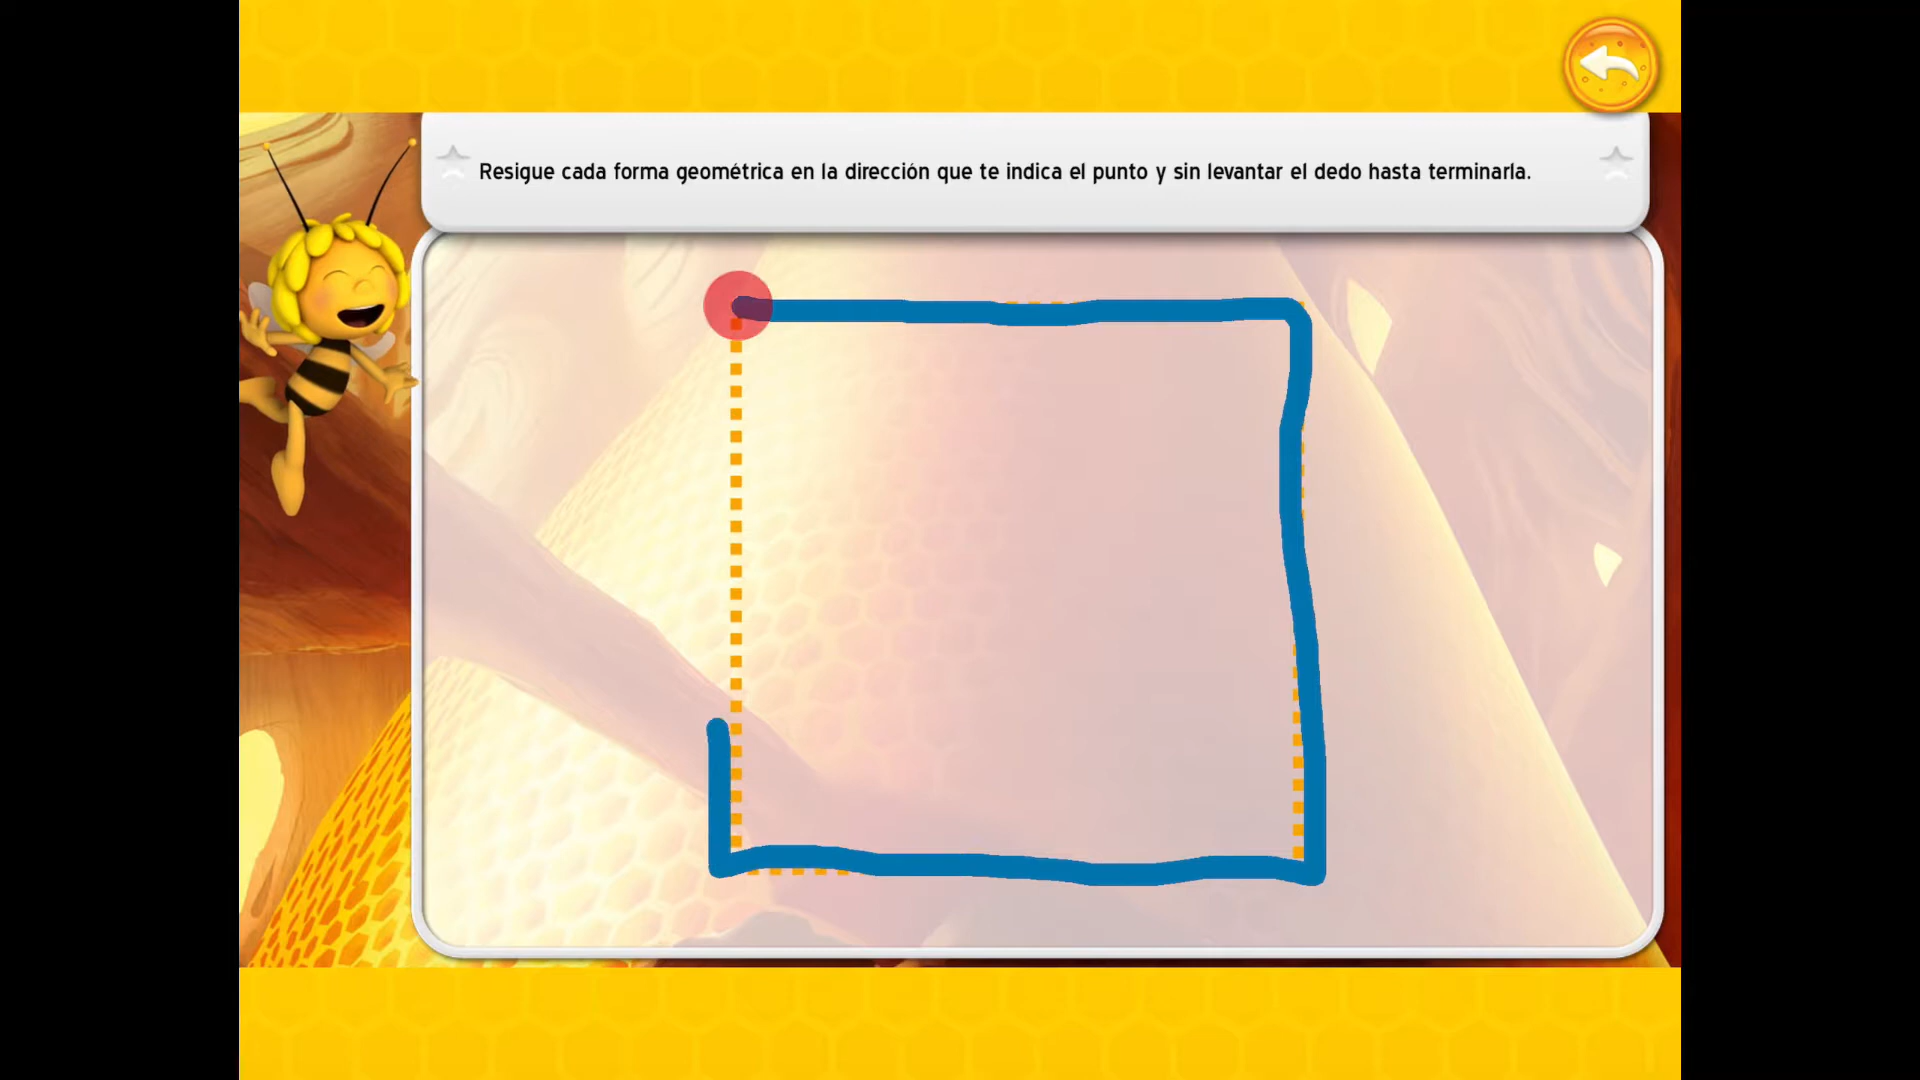 Resigue cada forma geométrica en la dirección que te indica el punto y sin levantar el dedo hasta terminarla.